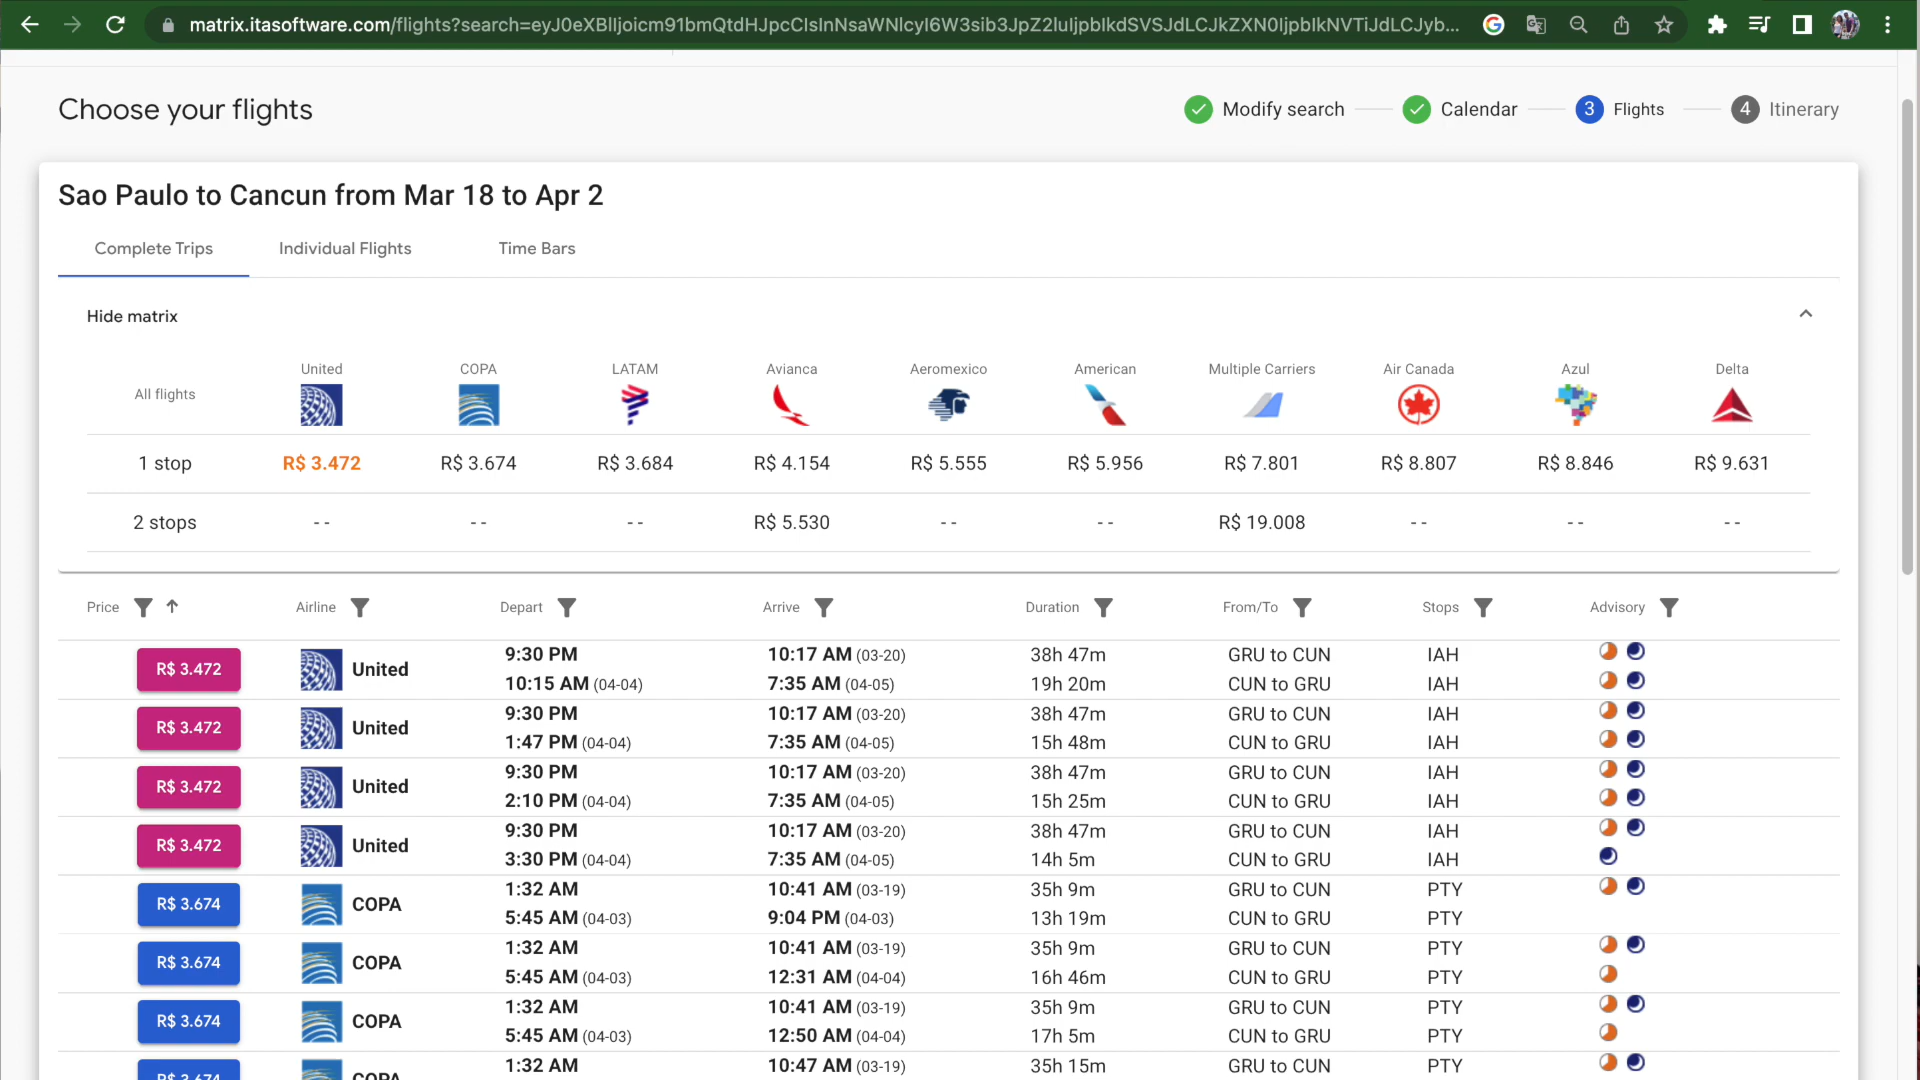 matrix.itasoftware.com/flights?search=eyJ0eXBlIjoicm91bmQtdHJpcCIsInNsaWNlcyI6W3sib3JpZ2luIjpbIkdSVSJdLCJkZXN0IjpbIkNVTiJdLCJyb...
Choose your flights
Modify search
Calendar
3 Flights
4 Itinerary
Sao Paulo to Cancun from Mar 18 to Apr 2
Complete Trips Individual Flights Time Bars
Hide matrix
All flights United COPA LATAM Avianca Aeromexico American Multiple Carriers Air Canada Azul Delta
1 stop R$ 3.472 R$ 3.674 R$ 3.684 R$ 4.154 R$ 5.555 R$ 5.956 R$ 7.801 R$ 8.807 R$ 8.846 R$ 9.631
2 stops -- -- -- R$ 5.530 -- -- R$ 19.008 -- -- --
Price Airline Depart Arrive Duration From/To Stops Advisory
R$ 3.472 United
9:30 PM 10:17 AM (03-20) 38h 47m GRU to CUN IAH
10:15 AM (04-04) 7:35 AM (04-05) 19h 20m CUN to GRU IAH
R$ 3.472 United
9:30 PM 10:17 AM (03-20) 38h 47m GRU to CUN IAH
1:47 PM (04-04) 7:35 AM (04-05) 15h 48m CUN to GRU IAH
R$ 3.472 United
9:30 PM 10:17 AM (03-20) 38h 47m GRU to CUN IAH
2:10 PM (04-04) 7:35 AM (04-05) 15h 25m CUN to GRU IAH
R$ 3.472 United
9:30 PM 10:17 AM (03-20) 38h 47m GRU to CUN IAH
3:30 PM (04-04) 7:35 AM (04-05) 14h 5m CUN to GRU IAH
R$ 3.674 COPA
1:32 AM 10:41 AM (03-19) 35h 9m GRU to CUN PTY
5:45 AM (04-03) 9:04 PM (04-03) 13h 19m CUN to GRU PTY
R$ 3.674 COPA
1:32 AM 10:41 AM (03-19) 35h 9m GRU to CUN PTY
5:45 AM (04-03) 12:31 AM (04-04) 16h 46m CUN to GRU PTY
R$ 3.674 COPA
1:32 AM 10:41 AM (03-19) 35h 9m GRU to CUN PTY
5:45 AM (04-03) 12:50 AM (04-04) 17h 5m CUN to GRU PTY
R$ 3.674 COPA
1:32 AM 10:47 AM (03-19) 35h 15m GRU to CUN PTY